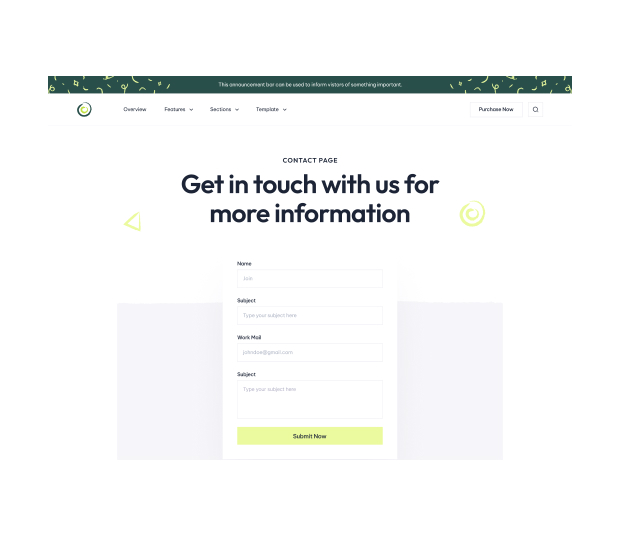 This announcement bar can be used to inform vistors of something important.
Overview Features Sections Template Purchase Now
CONTACT PAGE
Get in touch with us for
more information
Name
Subject
Type your subject here
Work Mail
johndoe@gmail.com
Subject
Type your subject here
Submit Now